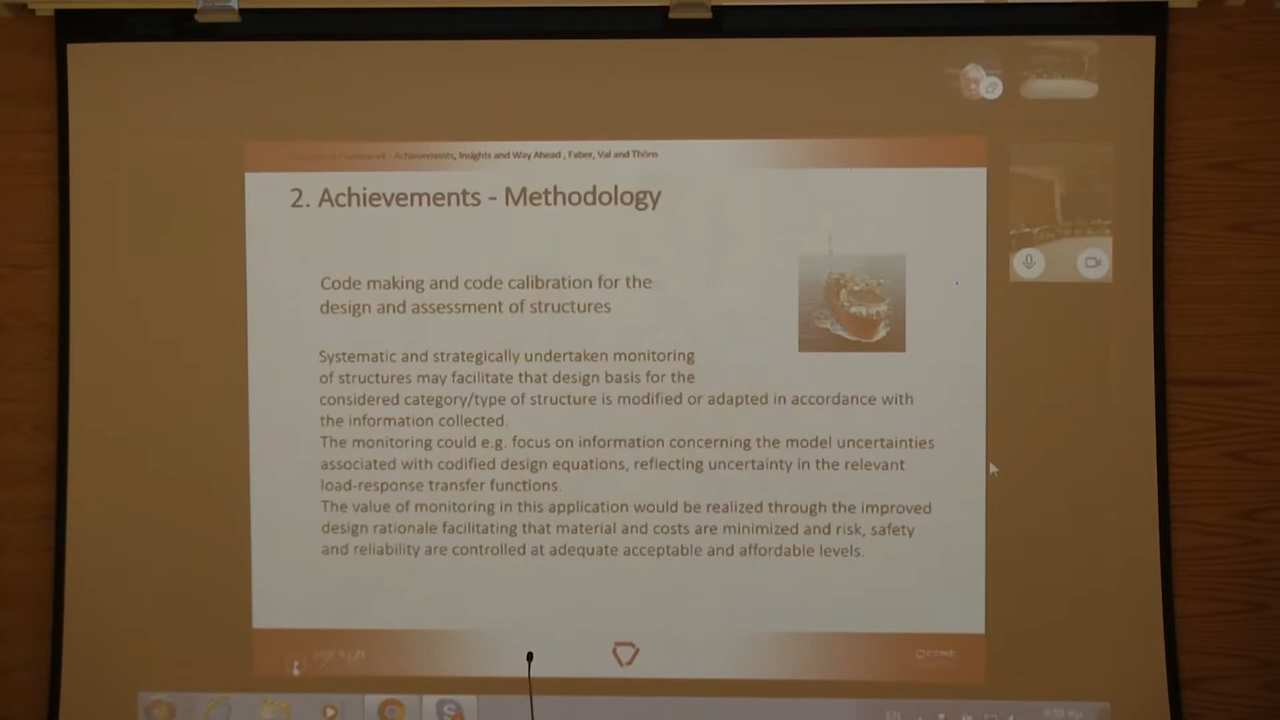 Achievements, Insights and Way Ahead , Faber, Val and Thöns
2. Achievements - Methodology
Code making and code calibration for the
design and assessment of structures
Systematic and strategically undertaken monitoring
of structures may facilitate that design basis for the
considered category/type of structure is modified or adapted in accordance with
the information collected.
The monitoring could e.g. focus on information concerning the model uncertainties
associated with codified design equations, reflecting uncertainty in the relevant
load-response transfer functions.
The value of monitoring in this application would be realized through the improved
design rationale facilitating that material and costs are minimized and risk, safety
and reliability are controlled at adequate acceptable and affordable levels.